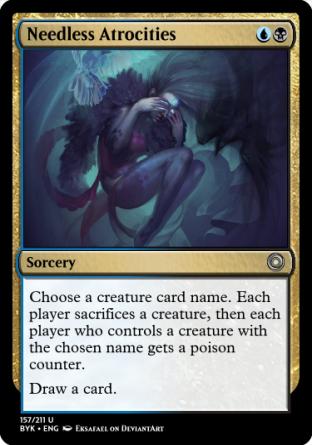 Needless Atrocities
Sorcery
Choose a creature card name. Each
player sacrifices a creature, then each
player who controls a creature with
the chosen name gets a poison
counter.
Draw a card.
157/211 U
BYK • ENG Eksafael on DeviantArt